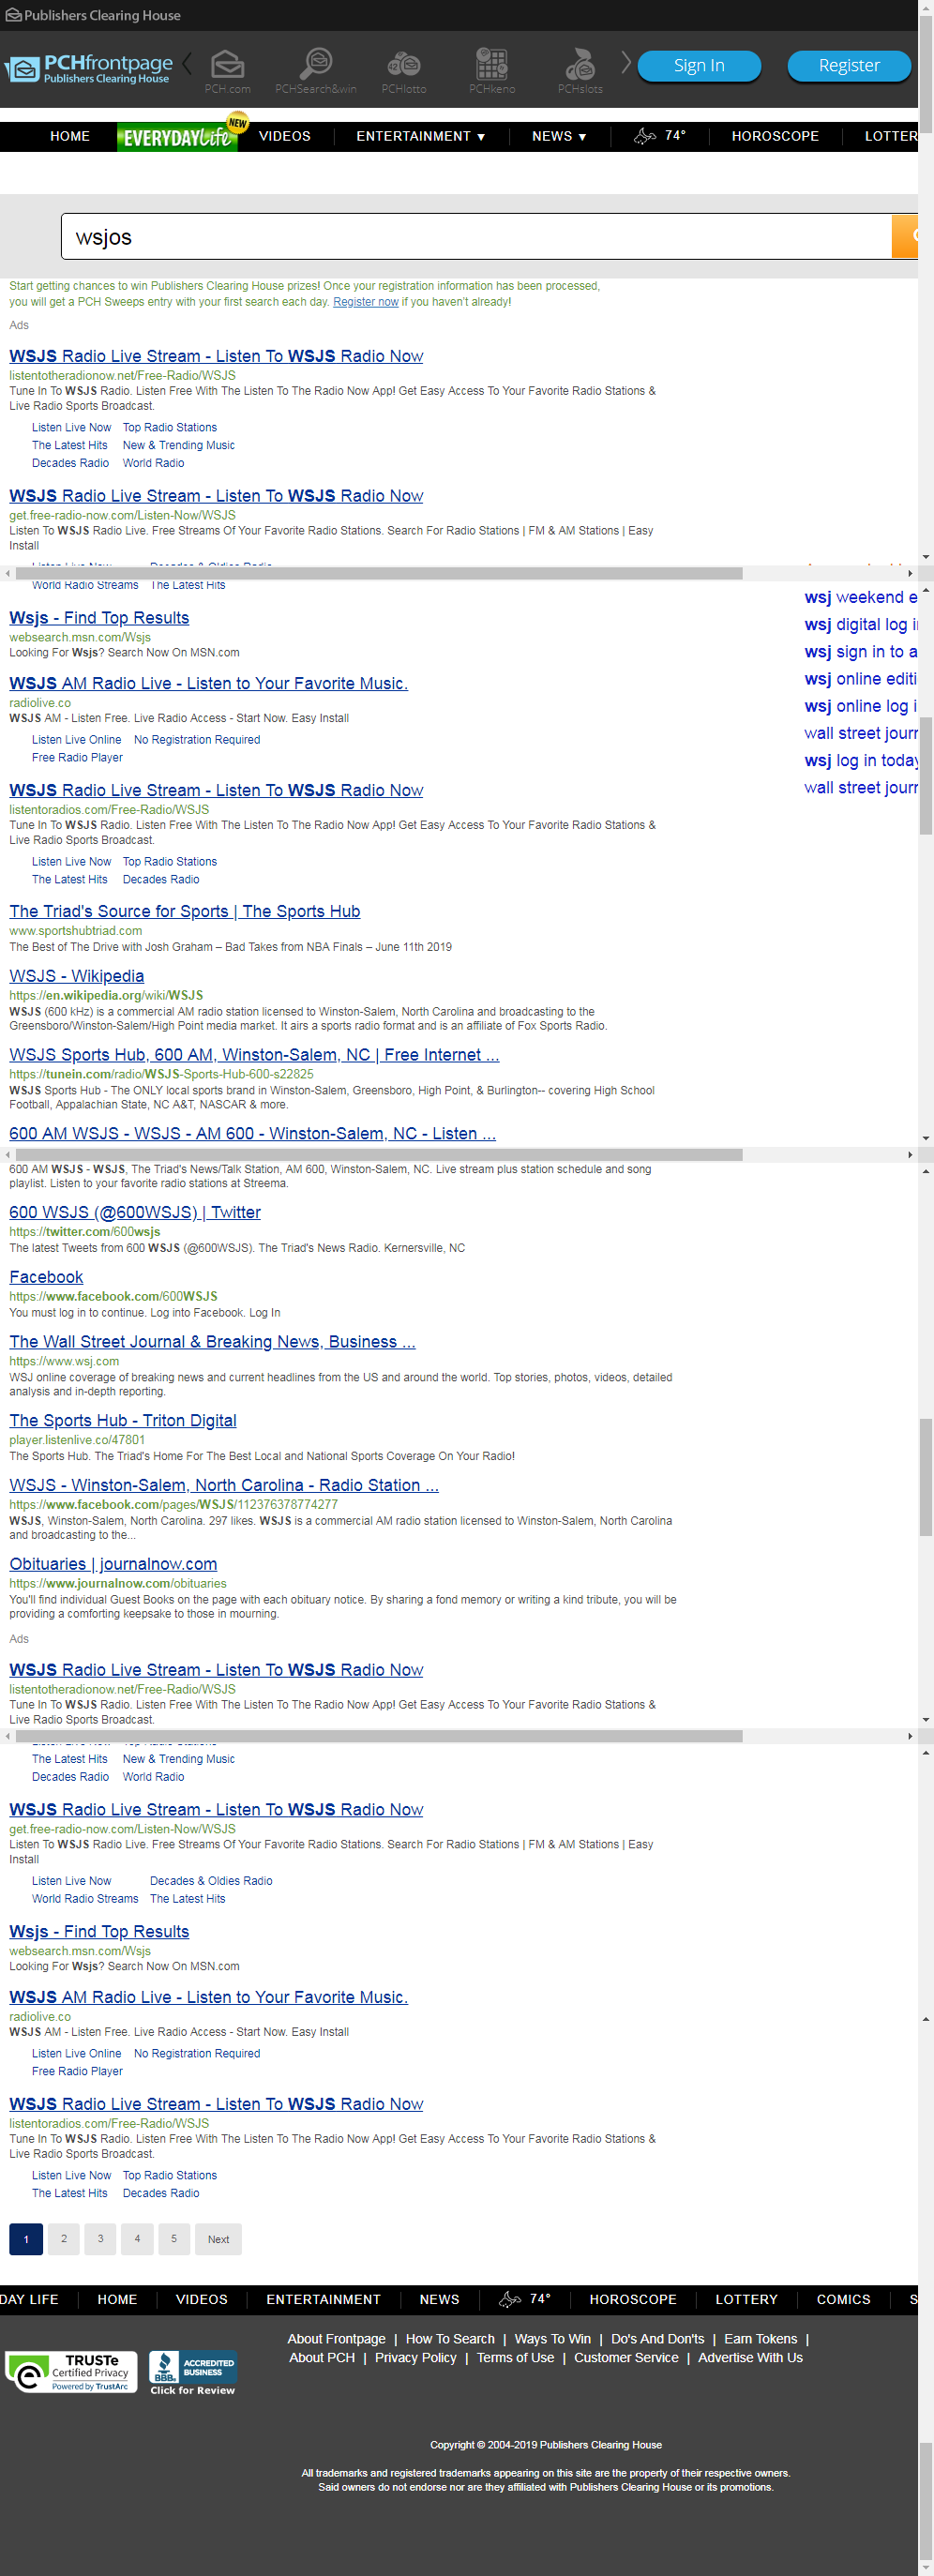 Publishers Clearing House
PCHfrontpage
Publishers Clearing House
PCH.com PCHSearch&win PCHlotto PCHkeno PCHslots
Sign In Register
HOME EVERYDAY Life NEW VIDEOS ENTERTAINMENT ▼ NEWS ▼ 74° HOROSCOPE LOTTER
wsjos
Start getting chances to win Publishers Clearing House prizes! Once your registration information has been processed,
you will get a PCH Sweeps entry with your first search each day. Register now if you haven't already!
Ads
WSJS Radio Live Stream - Listen To WSJS Radio Now
listentotheradionow.net/Free-Radio/WSJS
Tune In To WSJS Radio. Listen Free With The Listen To The Radio Now App! Get Easy Access To Your Favorite Radio Stations &
Live Radio Sports Broadcast.
Listen Live Now Top Radio Stations
The Latest Hits New & Trending Music
Decades Radio World Radio
WSJS Radio Live Stream - Listen To WSJS Radio Now
get.free-radio-now.com/Listen-Now/WSJS
Listen To WSJS Radio Live. Free Streams Of Your Favorite Radio Stations. Search For Radio Stations | FM & AM Stations | Easy
Install
World Radio Streams The Latest Hits
wsj weekend e
wsj digital log i
wsj sign in to a
wsj online editi
wsj online log i
wall street jourr
wsj log in today
wall street jourr
Wsjs - Find Top Results
websearch.msn.com/Wsjs
Looking For Wsjs? Search Now On MSN.com
WSJS AM Radio Live - Listen to Your Favorite Music.
radiolive.co
WSJS AM - Listen Free. Live Radio Access - Start Now. Easy Install
Listen Live Online No Registration Required
Free Radio Player
WSJS Radio Live Stream - Listen To WSJS Radio Now
listentoradios.com/Free-Radio/WSJS
Tune In To WSJS Radio. Listen Free With The Listen To The Radio Now App! Get Easy Access To Your Favorite Radio Stations &
Live Radio Sports Broadcast.
Listen Live Now Top Radio Stations
The Latest Hits Decades Radio
The Triad's Source for Sports | The Sports Hub
www.sportshubtriad.com
The Best of The Drive with Josh Graham – Bad Takes from NBA Finals – June 11th 2019
WSJS - Wikipedia
https://en.wikipedia.org/wiki/WSJS
WSJS (600 kHz) is a commercial AM radio station licensed to Winston-Salem, North Carolina and broadcasting to the
Greensboro/Winston-Salem/High Point media market. It airs a sports radio format and is an affiliate of Fox Sports Radio.
WSJS Sports Hub, 600 AM, Winston-Salem, NC | Free Internet ...
https://tunein.com/radio/WSJS-Sports-Hub-600-s22825
WSJS Sports Hub - The ONLY local sports brand in Winston-Salem, Greensboro, High Point, & Burlington-- covering High School
Football, Appalachian State, NC A&T, NASCAR & more.
600 AM WSJS - WSJS - AM 600 - Winston-Salem, NC - Listen ...
600 AM WSJS - WSJS, The Triad's News/Talk Station, AM 600, Winston-Salem, NC. Live stream plus station schedule and song
playlist. Listen to your favorite radio stations at Streema.
600 WSJS (@600WSJS) | Twitter
https://twitter.com/600wsjs
The latest Tweets from 600 WSJS (@600WSJS). The Triad's News Radio. Kernersville, NC
Facebook
https://www.facebook.com/600WSJS
You must log in to continue. Log into Facebook. Log In
The Wall Street Journal & Breaking News, Business ...
https://www.wsj.com
WSJ online coverage of breaking news and current headlines from the US and around the world. Top stories, photos, videos, detailed
analysis and in-depth reporting.
The Sports Hub - Triton Digital
player.listenlive.co/47801
The Sports Hub. The Triad's Home For The Best Local and National Sports Coverage On Your Radio!
WSJS - Winston-Salem, North Carolina - Radio Station ...
https://www.facebook.com/pages/WSJS/112376378774277
WSJS, Winston-Salem, North Carolina. 297 likes. WSJS is a commercial AM radio station licensed to Winston-Salem, North Carolina
and broadcasting to the...
Obituaries | journalnow.com
https://www.journalnow.com/obituaries
You'll find individual Guest Books on the page with each obituary notice. By sharing a fond memory or writing a kind tribute, you will be
providing a comforting keepsake to those in mourning.
Ads
WSJS Radio Live Stream - Listen To WSJS Radio Now
listentotheradionow.net/Free-Radio/WSJS
Tune In To WSJS Radio. Listen Free With The Listen To The Radio Now App! Get Easy Access To Your Favorite Radio Stations &
Live Radio Sports Broadcast.
The Latest Hits New & Trending Music
Decades Radio World Radio
WSJS Radio Live Stream - Listen To WSJS Radio Now
get.free-radio-now.com/Listen-Now/WSJS
Listen To WSJS Radio Live. Free Streams Of Your Favorite Radio Stations. Search For Radio Stations | FM & AM Stations | Easy
Install
Listen Live Now Decades & Oldies Radio
World Radio Streams The Latest Hits
Wsjs - Find Top Results
websearch.msn.com/Wsjs
Looking For Wsjs? Search Now On MSN.com
WSJS AM Radio Live - Listen to Your Favorite Music.
radiolive.co
WSJS AM - Listen Free. Live Radio Access - Start Now. Easy Install
Listen Live Online No Registration Required
Free Radio Player
WSJS Radio Live Stream - Listen To WSJS Radio Now
listentoradios.com/Free-Radio/WSJS
Tune In To WSJS Radio. Listen Free With The Listen To The Radio Now App! Get Easy Access To Your Favorite Radio Stations &
Live Radio Sports Broadcast.
Listen Live Now Top Radio Stations
The Latest Hits Decades Radio
1 2 3 4 5 Next
DAY LIFE HOME VIDEOS ENTERTAINMENT NEWS 74° HOROSCOPE LOTTERY COMICS S
About Frontpage | How To Search | Ways To Win | Do's And Don'ts | Earn Tokens |
About PCH | Privacy Policy | Terms of Use | Customer Service | Advertise With Us
TRUSTe
Certified Privacy
Powered by TrustArc
BBB
ACCREDITED
BUSINESS
Click for Review
Copyright © 2004-2019 Publishers Clearing House
All trademarks and registered trademarks appearing on this site are the property of their respective owners.
Said owners do not endorse nor are they affiliated with Publishers Clearing House or its promotions.